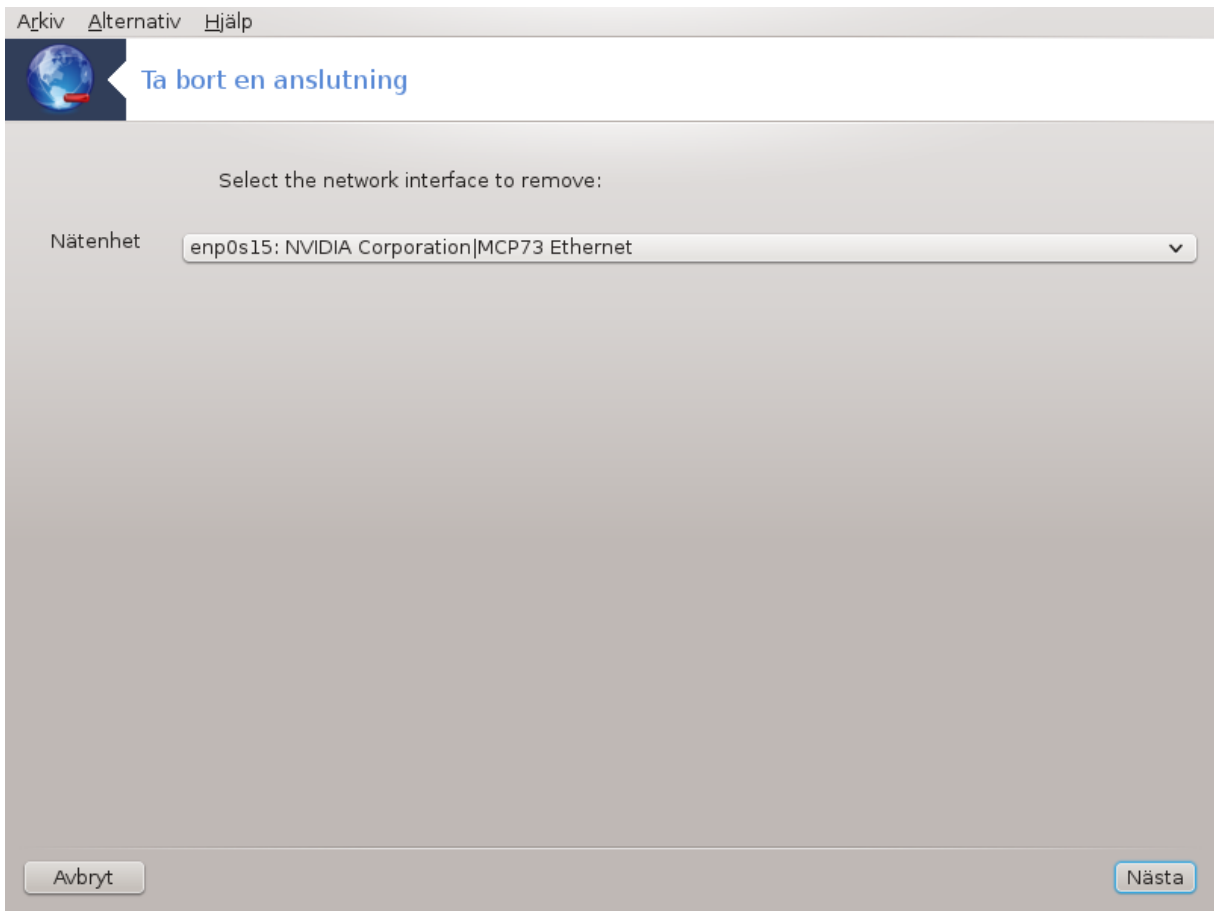 Arkiv Alternativ Hjälp
Ta bort en anslutning
Select the network interface to remove:
Nätenhet enp0s15: NVIDIA Corporation|MCP73 Ethernet
Avbryt Nästa